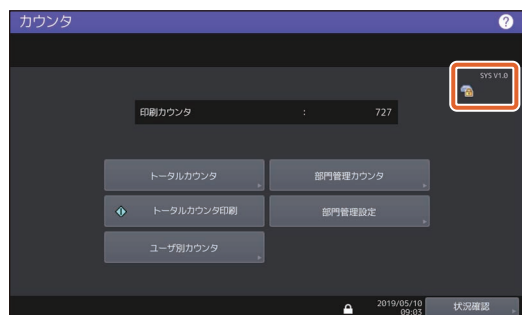 カウンタ
?
SYS V1.0
印刷カウンタ : 727
トータルカウンタ 部門管理カウンタ
トータルカウンタ印刷 部門管理設定
ユーザ別カウンタ
2019/05/10
09:03
状況確認